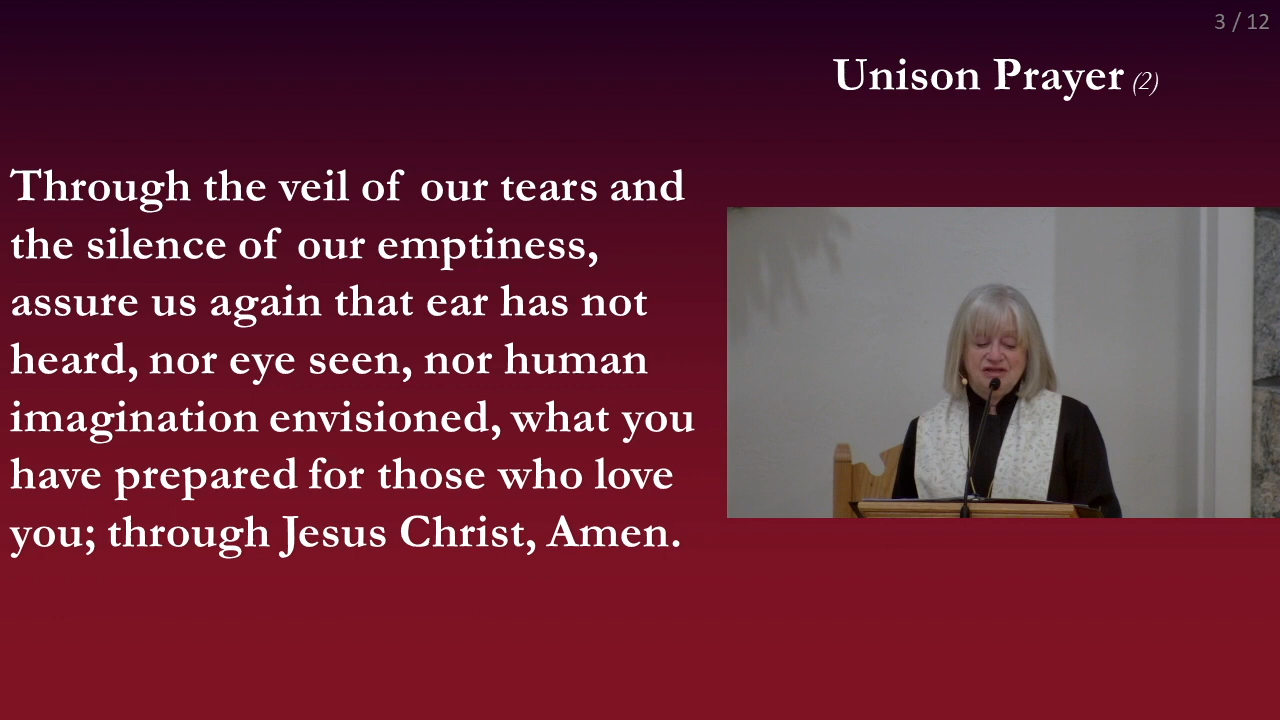 3 / 12
Unison Prayer (2)
Through the veil of our tears and
the silence of our emptiness,
assure us again that ear has not
heard, nor eye seen, nor human
imagination envisioned, what you
have prepared for those who love
you; through Jesus Christ, Amen.